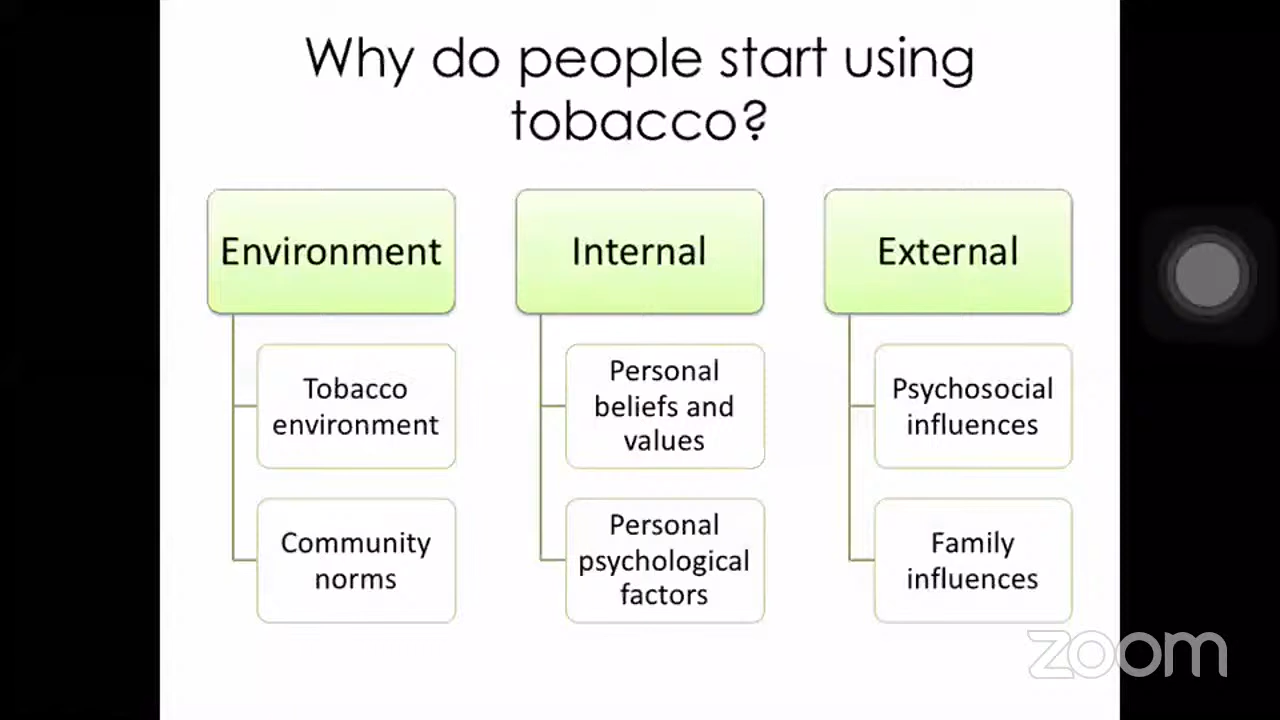 Why do people start using
tobacco?
Environment
Tobacco
environment
Community
norms
Internal
Personal
beliefs and
values
Personal
psychological
factors
External
Psychosocial
influences
Family
influences
zoom